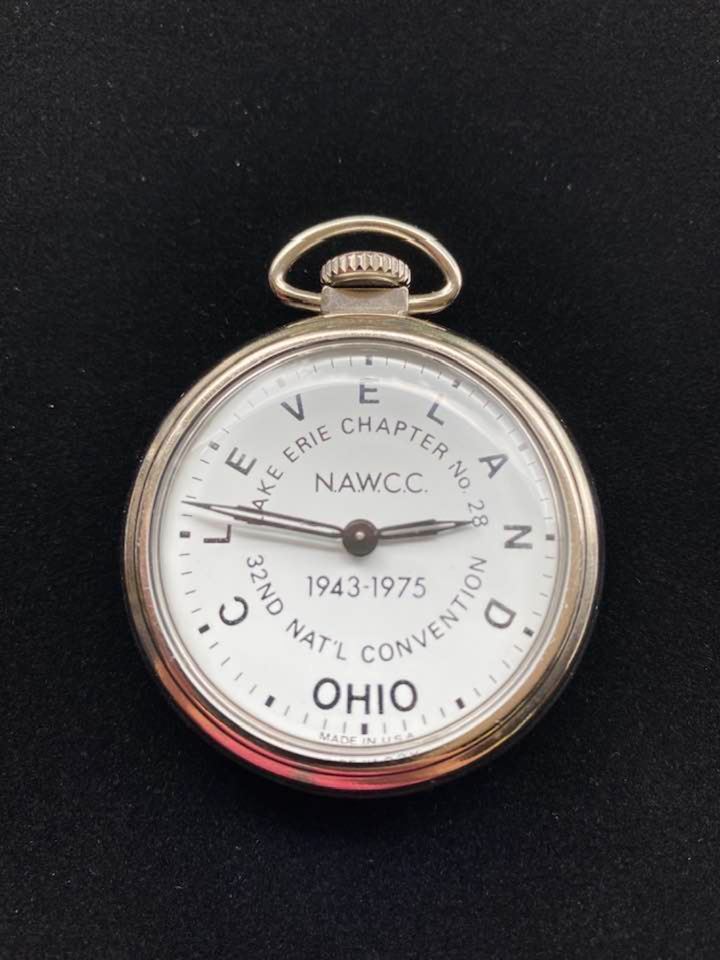 CLEVELAND
LAKE ERIE CHAPTER No. 28
N.A.W.C.C.
1943-1975
32ND NAT'L CONVENTION
OHIO
MADE IN U.S.A.